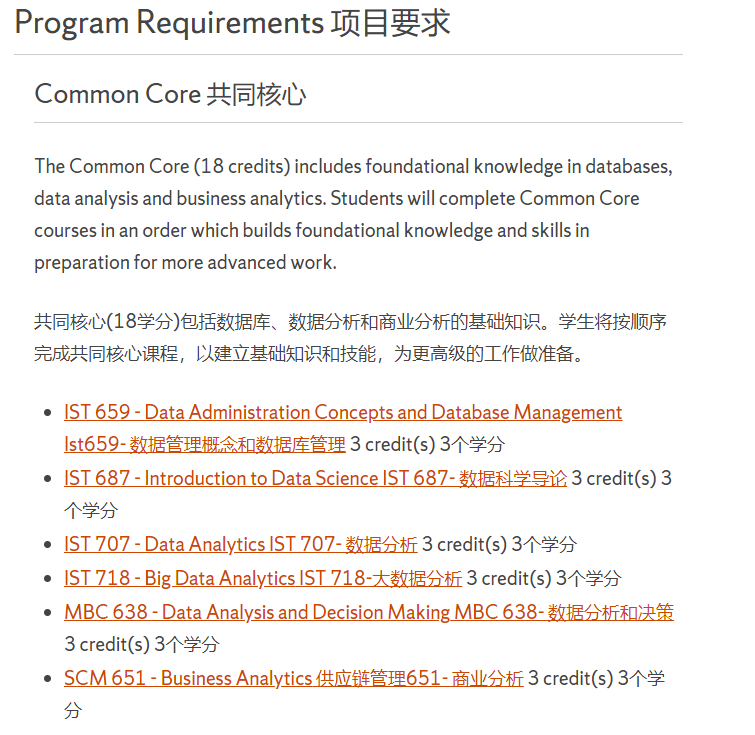 Program Requirements 项目要求
Common Core 共同核心
The Common Core (18 credits) includes foundational knowledge in databases,
data analysis and business analytics. Students will complete Common Core
courses in an order which builds foundational knowledge and skills in
preparation for more advanced work.
共同核心(18学分)包括数据库、数据分析和商业分析的基础知识。学生将按顺序
完成共同核心课程，以建立基础知识和技能，为更高级的工作做准备。
• IST 659 - Data Administration Concepts and Database Management
Ist659- 数据管理概念和数据库管理 3 credit(s) 3个学分
• IST 687 - Introduction to Data Science IST 687- 数据科学导论 3 credit(s) 3
个学分
• IST 707 - Data Analytics IST 707- 数据分析 3 credit(s) 3个学分
• IST 718 - Big Data Analytics IST 718-大数据分析 3 credit(s) 3个学分
• MBC 638 - Data Analysis and Decision Making MBC 638- 数据分析和决策
3 credit(s) 3个学分
• SCM 651 - Business Analytics 供应链管理651- 商业分析 3 credit(s) 3个学
分